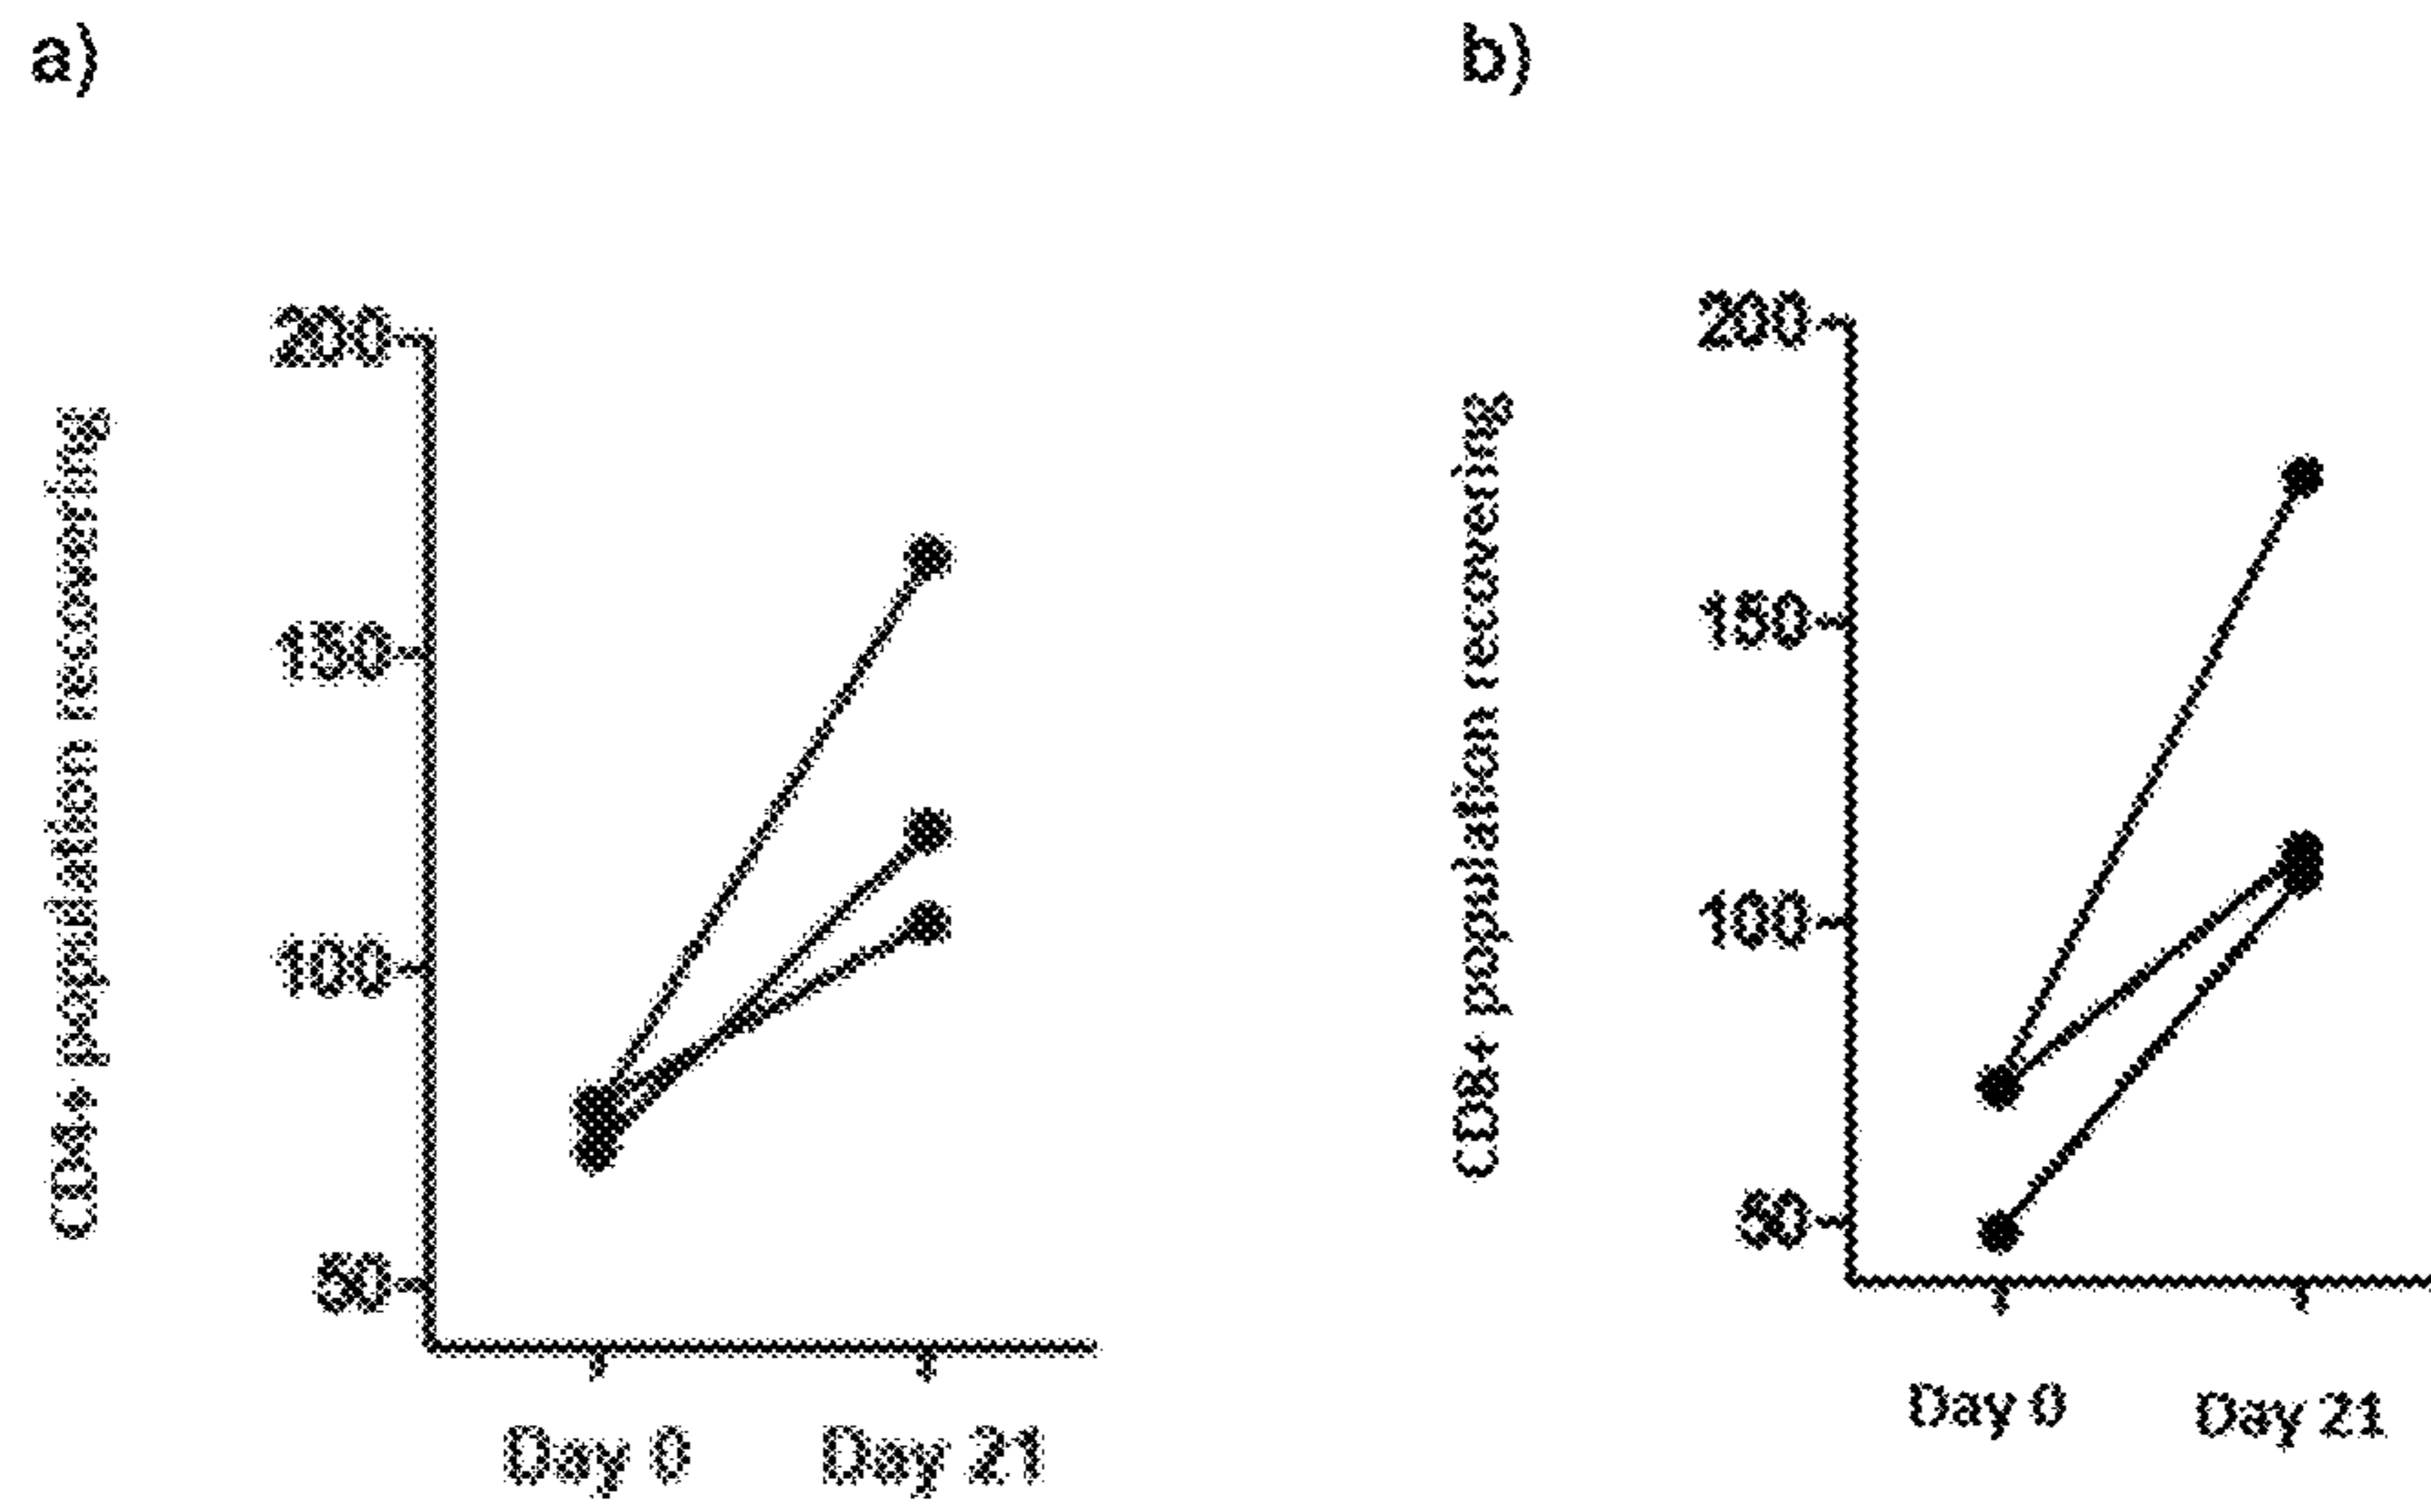 a)
CD4+ population recovering
200
150
100
50
Day 0 Day 21
b)
CD8+ population recovering
200
150
100
50
Day 0 Day 21